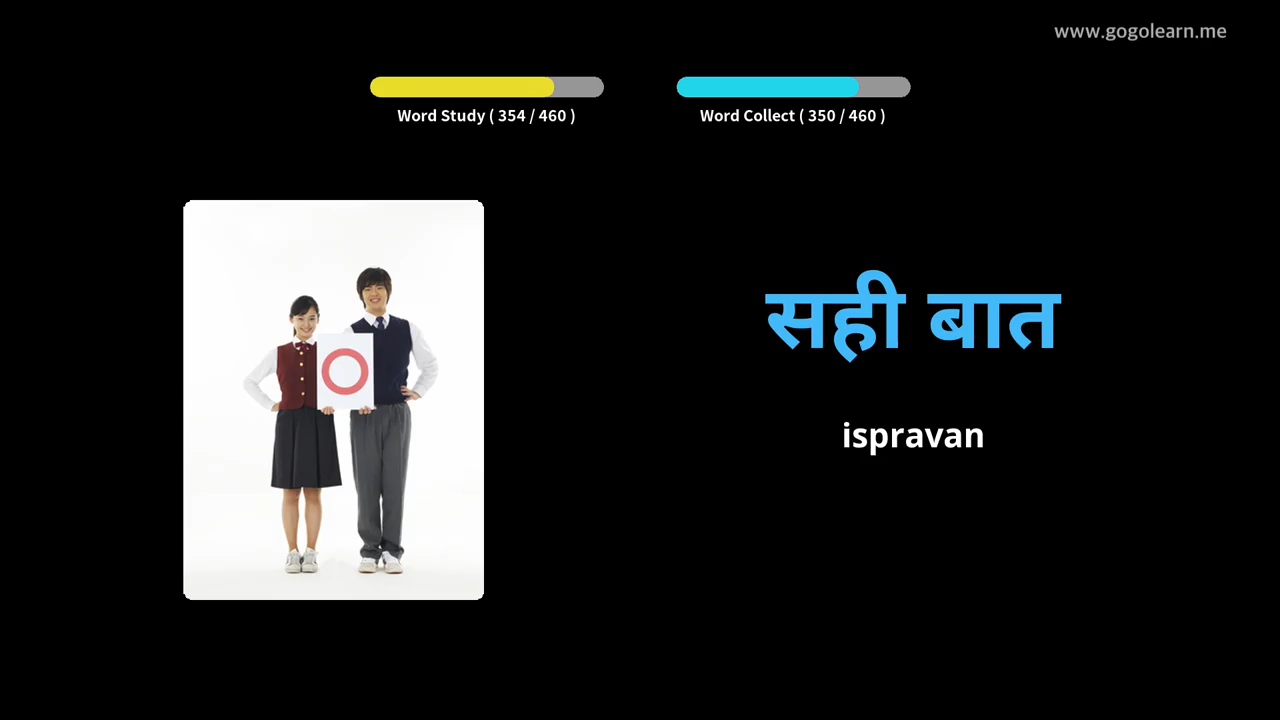 www.gogolearn.me
Word Study ( 354 / 460 )
Word Collect ( 350 / 460 )
सही बात
ispravan